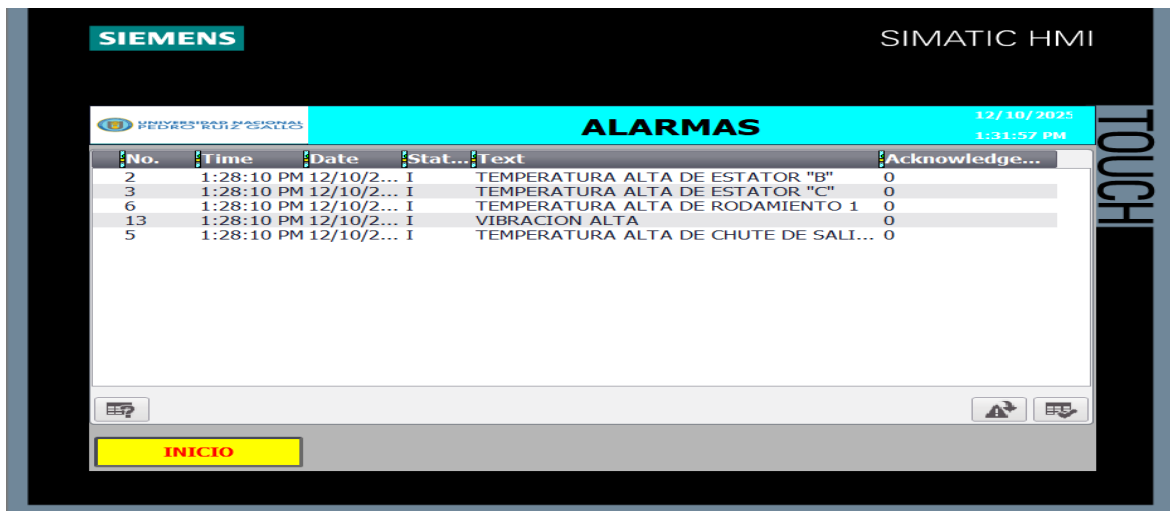 SIEMENS SIMATIC HMI
UNIVERSIDAD NACIONAL
PEDRO RUIZ GALLO
ALARMAS
12/10/2025
1:31:57 PM
TOUCH
No. Time Date Stat... Text Acknowledge...
2 1:28:10 PM 12/10/2... I TEMPERATURA ALTA DE ESTATOR "B" 0
3 1:28:10 PM 12/10/2... I TEMPERATURA ALTA DE ESTATOR "C" 0
6 1:28:10 PM 12/10/2... I TEMPERATURA ALTA DE RODAMIENTO 1 0
13 1:28:10 PM 12/10/2... I VIBRACION ALTA 0
5 1:28:10 PM 12/10/2... I TEMPERATURA ALTA DE CHUTE DE SALI... 0
INICIO